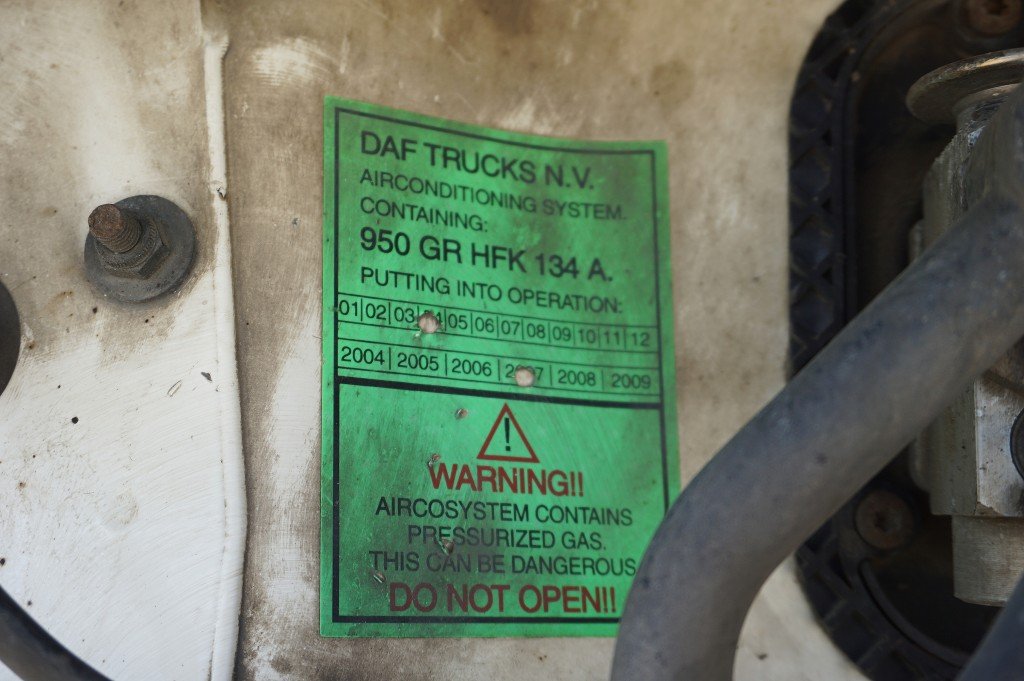 DAF TRUCKS N.V.
AIRCONDITIONING SYSTEM.
CONTAINING:
950 GR HFK 134 A.
PUTTING INTO OPERATION:
01|02|03| |05|06|07|08|09|10|11|12
2004|2005|2006| |2008|2009
!
WARNING!!
AIRCOSYSTEM CONTAINS
PRESSURIZED GAS.
THIS CAN BE DANGEROUS
DO NOT OPEN!!